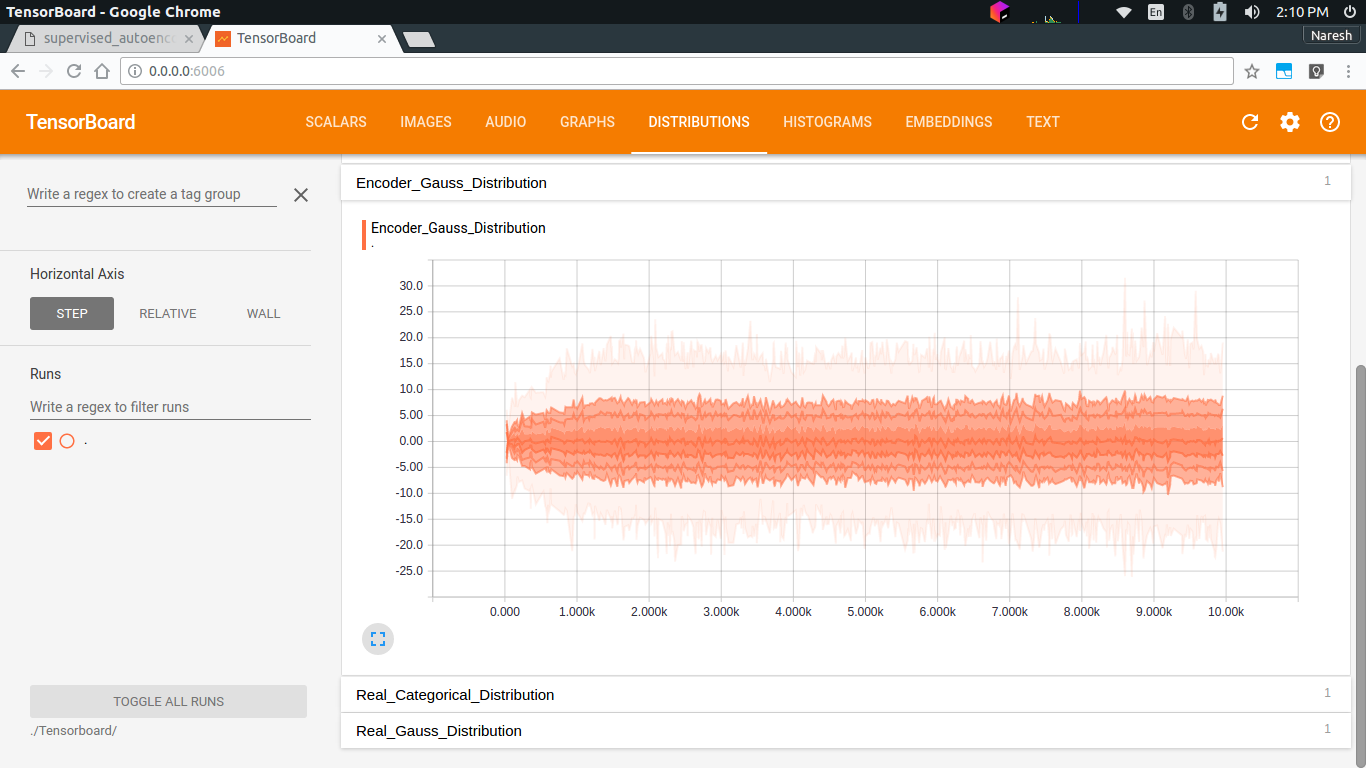 TensorBoard - Google Chrome
En
2:10 PM
supervised_autoenc
TensorBoard
Naresh
0.0.0.0:6006
TensorBoard
SCALARS
IMAGES
AUDIO
GRAPHS
DISTRIBUTIONS
HISTOGRAMS
EMBEDDINGS
TEXT
Write a regex to create a tag group
Horizontal Axis
STEP
RELATIVE
WALL
Runs
Write a regex to filter runs
.
TOGGLE ALL RUNS
./Tensorboard/
Encoder_Gauss_Distribution
1
Encoder_Gauss_Distribution
.
30.0
25.0
20.0
15.0
10.0
5.00
0.00
-5.00
-10.0
-15.0
-20.0
-25.0
0.000
1.000k
2.000k
3.000k
4.000k
5.000k
6.000k
7.000k
8.000k
9.000k
10.00k
Real_Categorical_Distribution
1
Real_Gauss_Distribution
1